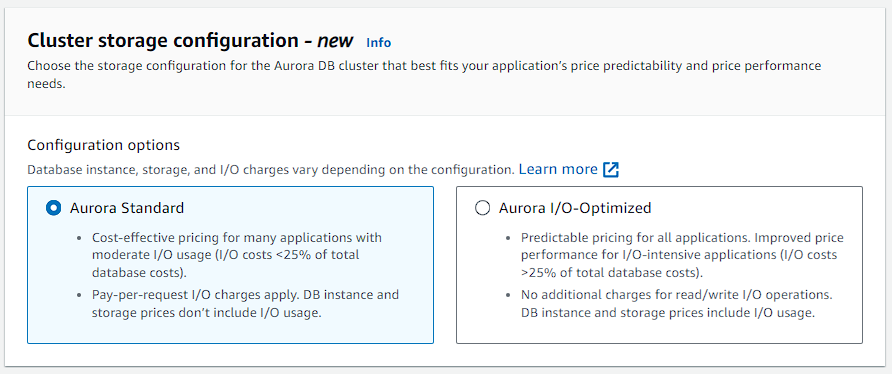 Cluster storage configuration - new Info
Choose the storage configuration for the Aurora DB cluster that best fits your application's price predictability and price performance
needs.
Configuration options
Database instance, storage, and I/O charges vary depending on the configuration. Learn more
Aurora Standard
• Cost-effective pricing for many applications with
moderate I/O usage (I/O costs <25% of total
database costs).
• Pay-per-request I/O charges apply. DB instance and
storage prices don't include I/O usage.
Aurora I/O-Optimized
• Predictable pricing for all applications. Improved price
performance for I/O-intensive applications (I/O costs
>25% of total database costs).
• No additional charges for read/write I/O operations.
DB instance and storage prices include I/O usage.